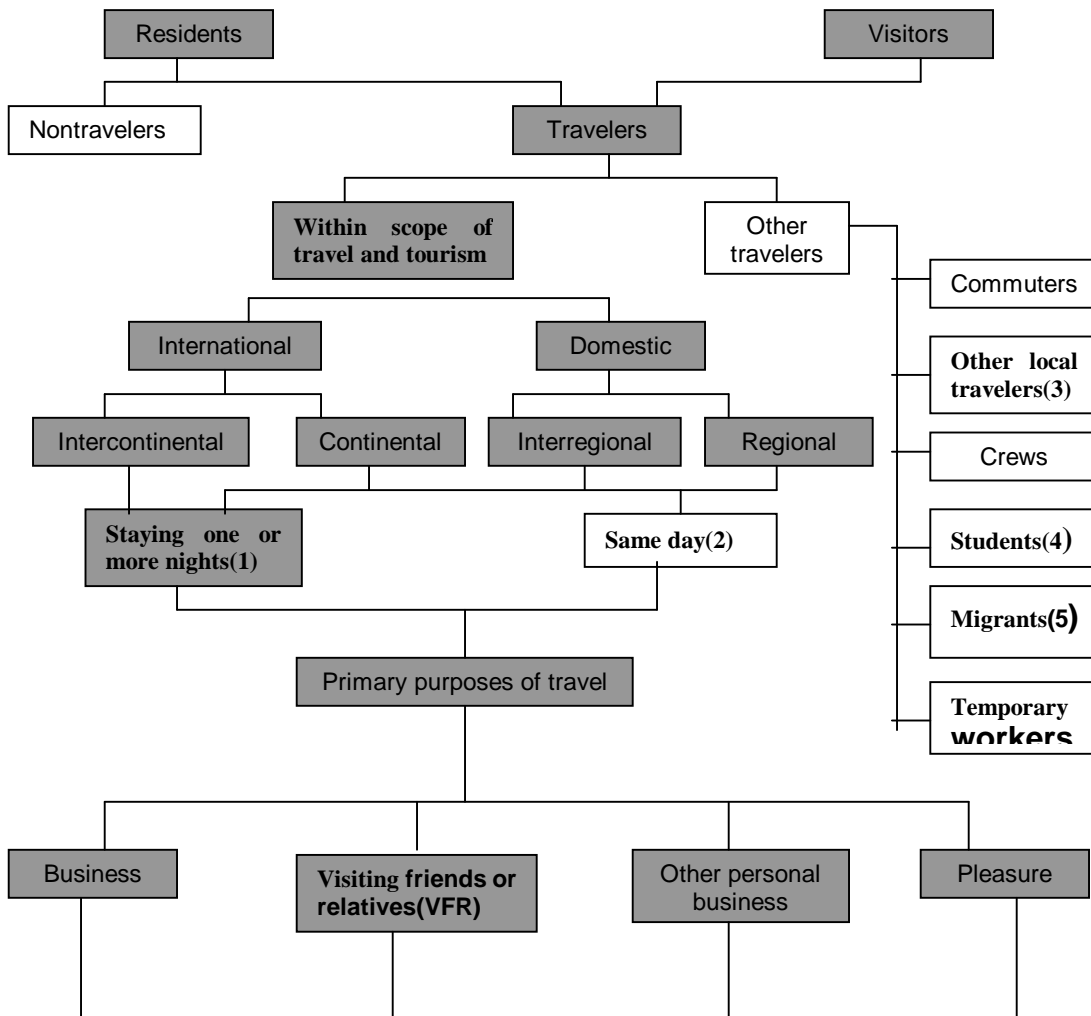 Residents
Visitors
Nontravelers
Travelers
Within scope of
travel and tourism
Other
travelers
Commuters
International
Domestic
Other local
travelers(3)
Intercontinental
Continental
Interregional
Regional
Crews
Staying one or
more nights(1)
Same day(2)
Students(4)
Migrants(5)
Primary purposes of travel
Temporary
workers
Business
Visiting friends or
relatives(VFR)
Other personal
business
Pleasure